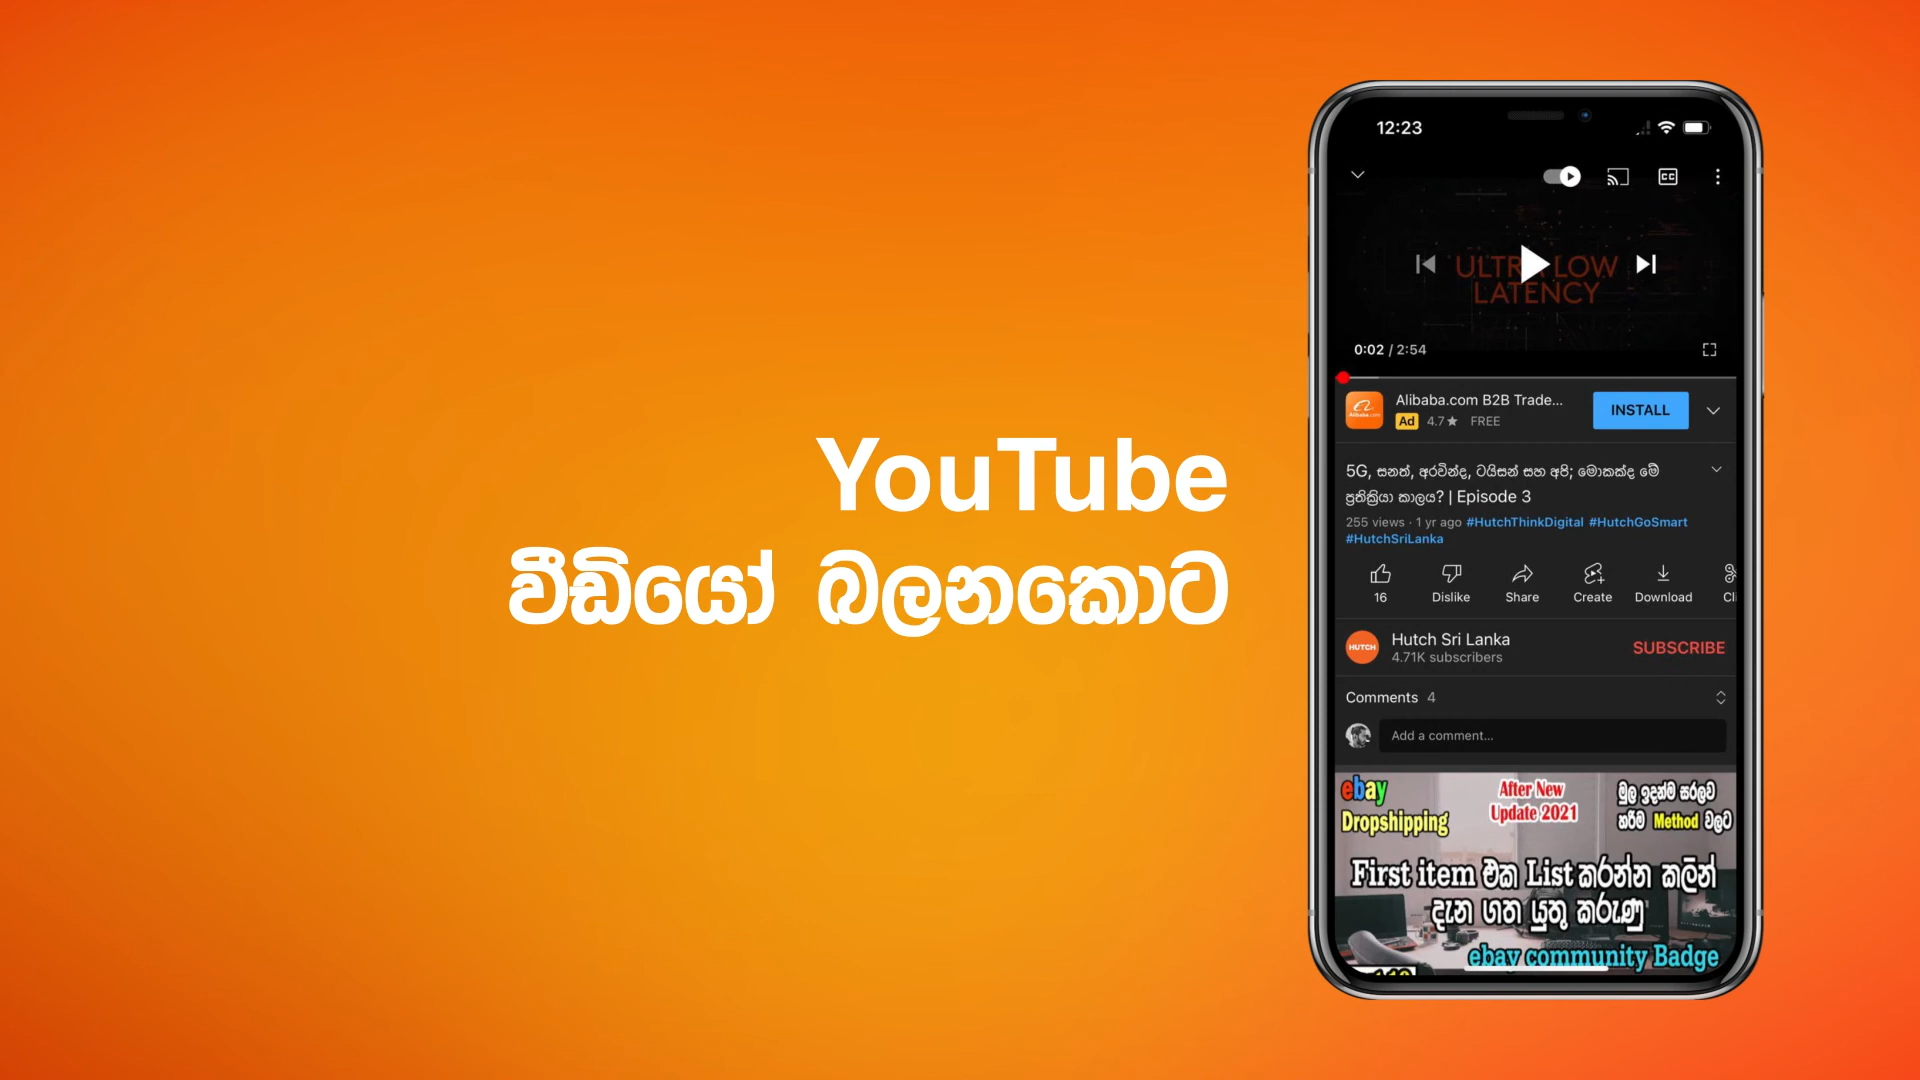 YouTube
වීඩියෝ බලනකොට
12:23
ULTRA LOW
LATENCY
0:02 / 2:54
Alibaba.com B2B Trade...
Ad 4.7★ FREE
INSTALL
5G, සනත්, අරවින්ද, ටයිසන් සහ අපි; මොකක්ද මේ
ප්‍රතික්‍රියා කාලය? | Episode 3
255 views · 1 yr ago #HutchThinkDigital #HutchGoSmart
#HutchSriLanka
16 Dislike Share Create Download Cli
HUTCH
Hutch Sri Lanka
4.71K subscribers
SUBSCRIBE
Comments 4
Add a comment...
ebay
Dropshipping
After New
Update 2021
මුල ඉදන්ම සරලව
හරිම Method වලට
First item එක List කරන්න කලින්
දැන ගත යුතු කරුණු
ebay community Badge